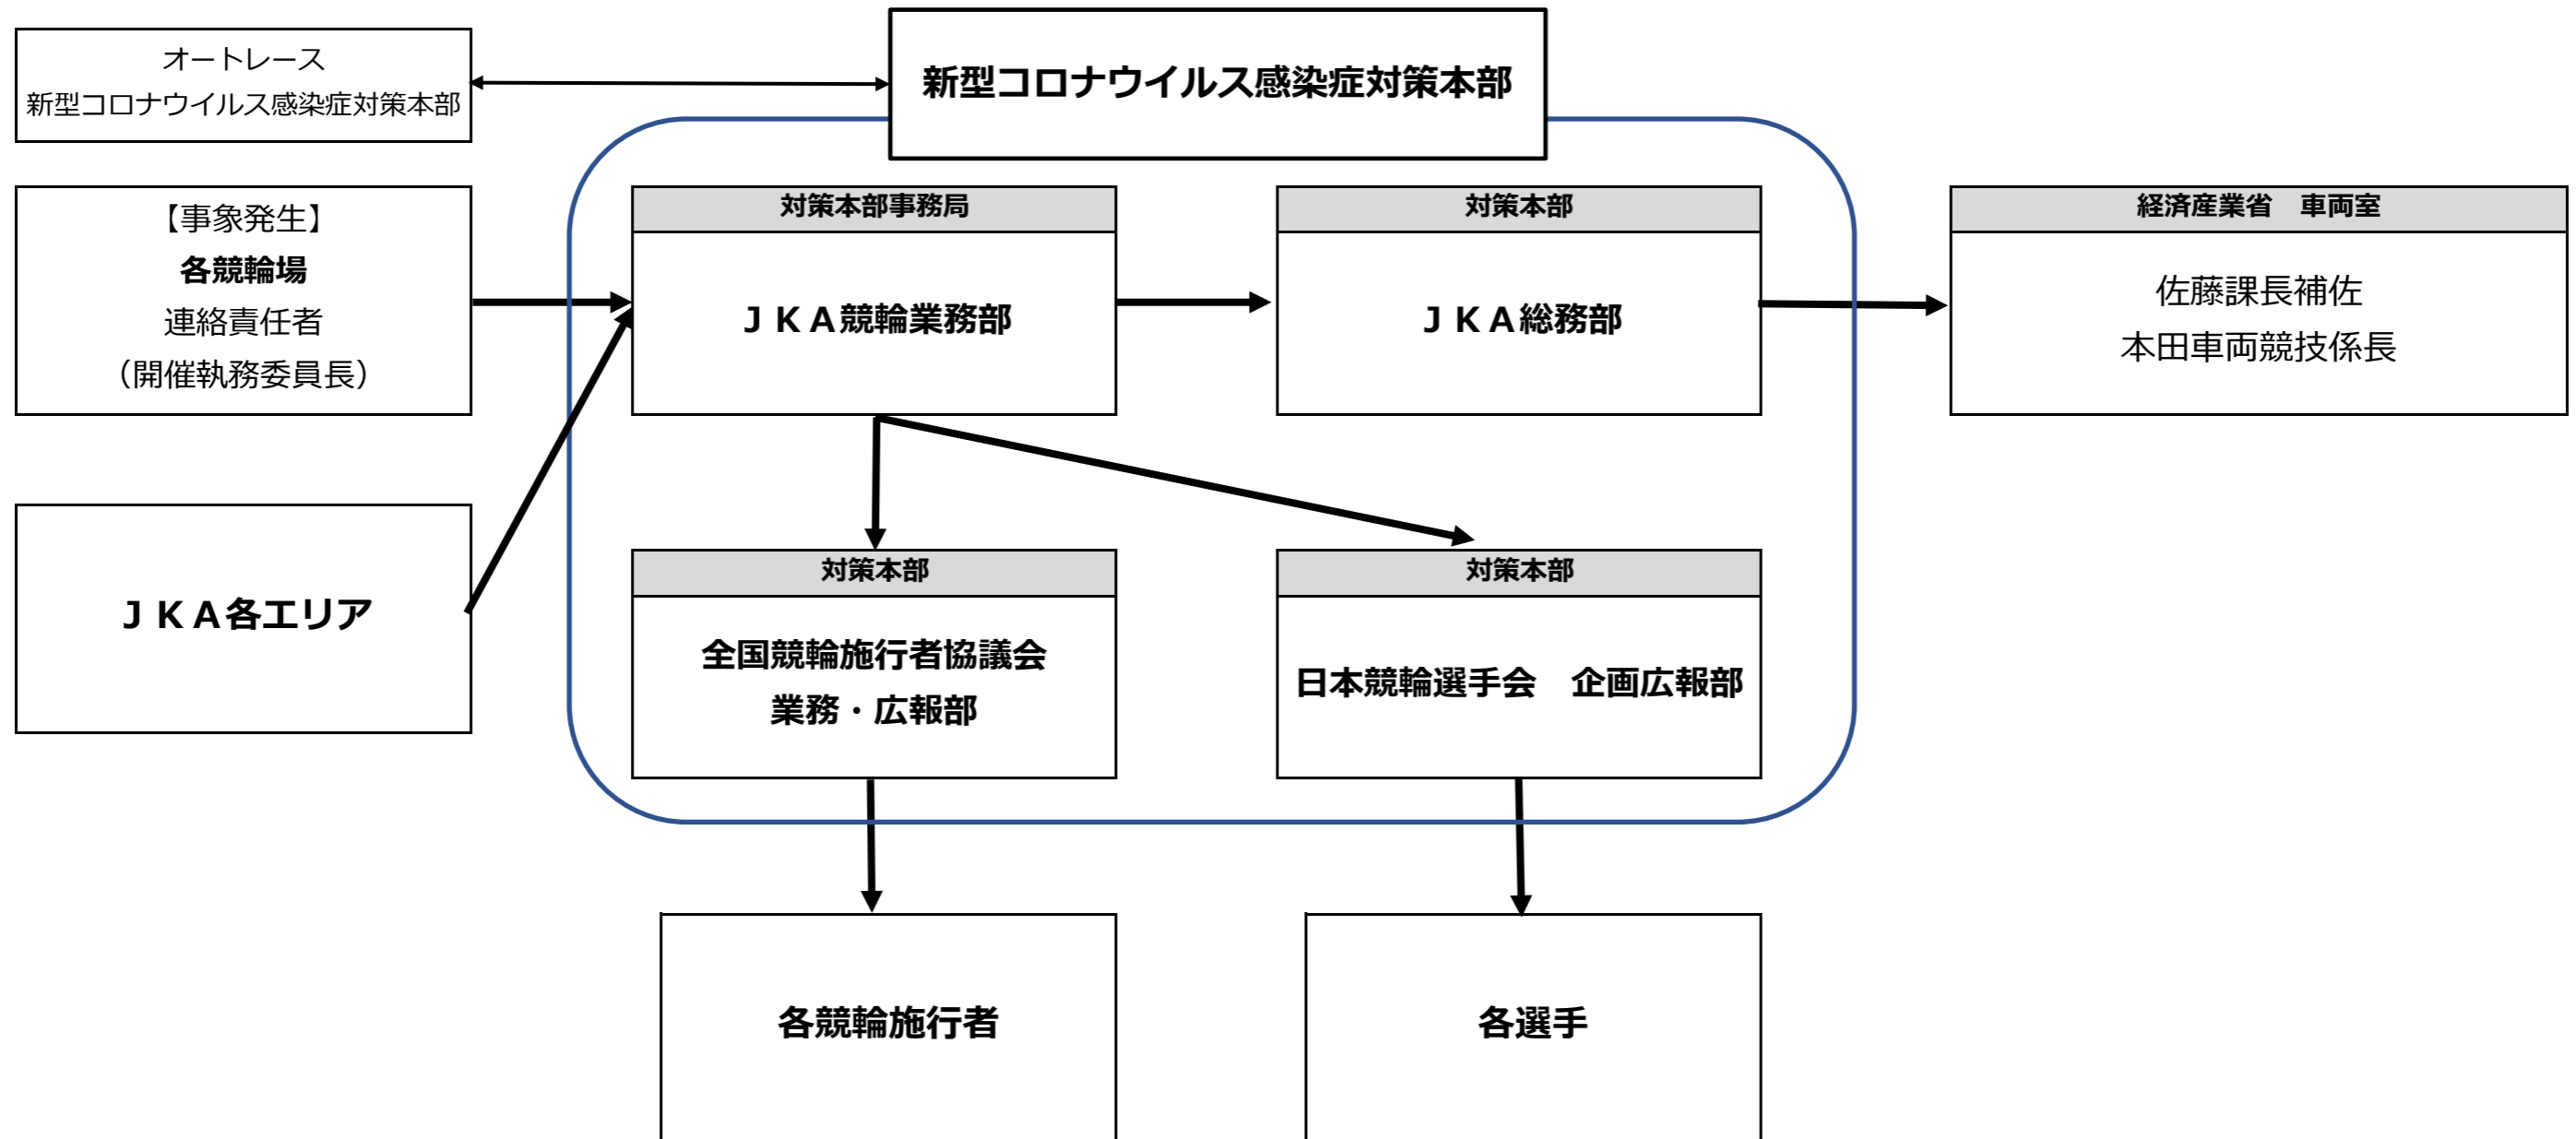 オートレース
新型コロナウイルス感染症対策本部
新型コロナウイルス感染症対策本部
【事象発生】
各競輪場
連絡責任者
（開催執務委員長）
対策本部事務局
ＪＫＡ競輪業務部
対策本部
ＪＫＡ総務部
経済産業省　車両室
佐藤課長補佐
本田車両競技係長
ＪＫＡ各エリア
対策本部
全国競輪施行者協議会
業務・広報部
対策本部
日本競輪選手会　企画広報部
各競輪施行者
各選手